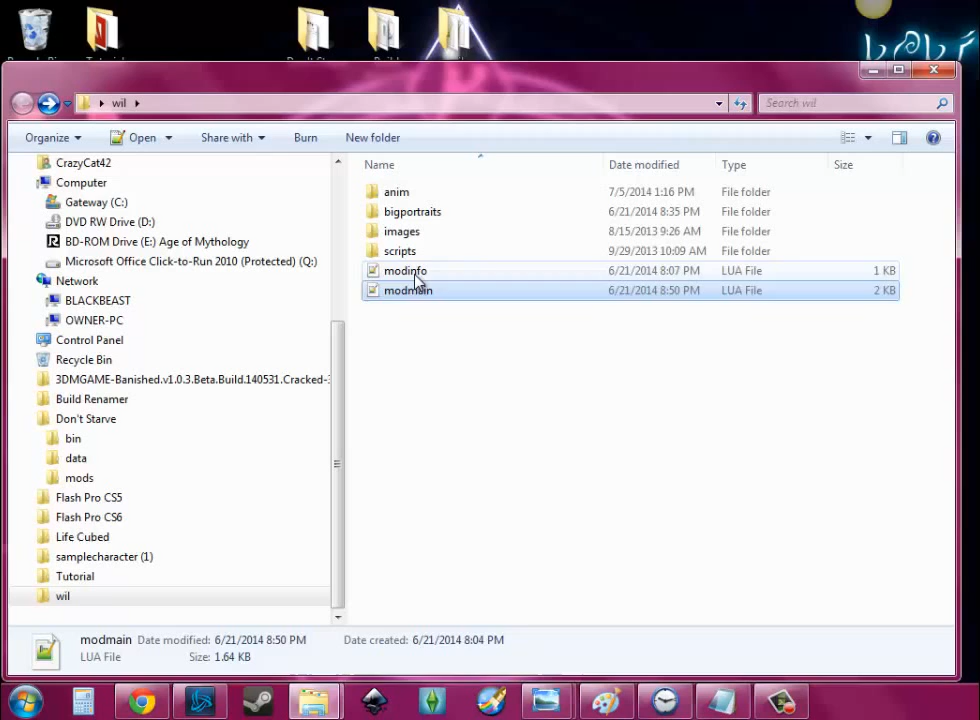 wil
Search wil
Organize
Open
Share with
Burn
New folder
Name
Date modified
Type
Size
CrazyCat42
Computer
Gateway (C:)
DVD RW Drive (D:)
BD-ROM Drive (E:) Age of Mythology
Microsoft Office Click-to-Run 2010 (Protected) (Q:)
Network
BLACKBEAST
OWNER-PC
Control Panel
Recycle Bin
3DMGAME-Banished.v1.0.3.Beta.Build.140531.Cracked-
Build Renamer
Don't Starve
bin
data
mods
Flash Pro CS5
Flash Pro CS6
Life Cubed
samplecharacter (1)
Tutorial
wil
anim 7/5/2014 1:16 PM File folder
bigportraits 6/21/2014 8:35 PM File folder
images 8/15/2013 9:26 AM File folder
scripts 9/29/2013 10:09 AM File folder
modinfo 6/21/2014 8:07 PM LUA File 1 KB
modmain 6/21/2014 8:50 PM LUA File 2 KB
modmain Date modified: 6/21/2014 8:50 PM Date created: 6/21/2014 8:04 PM
LUA File Size: 1.64 KB